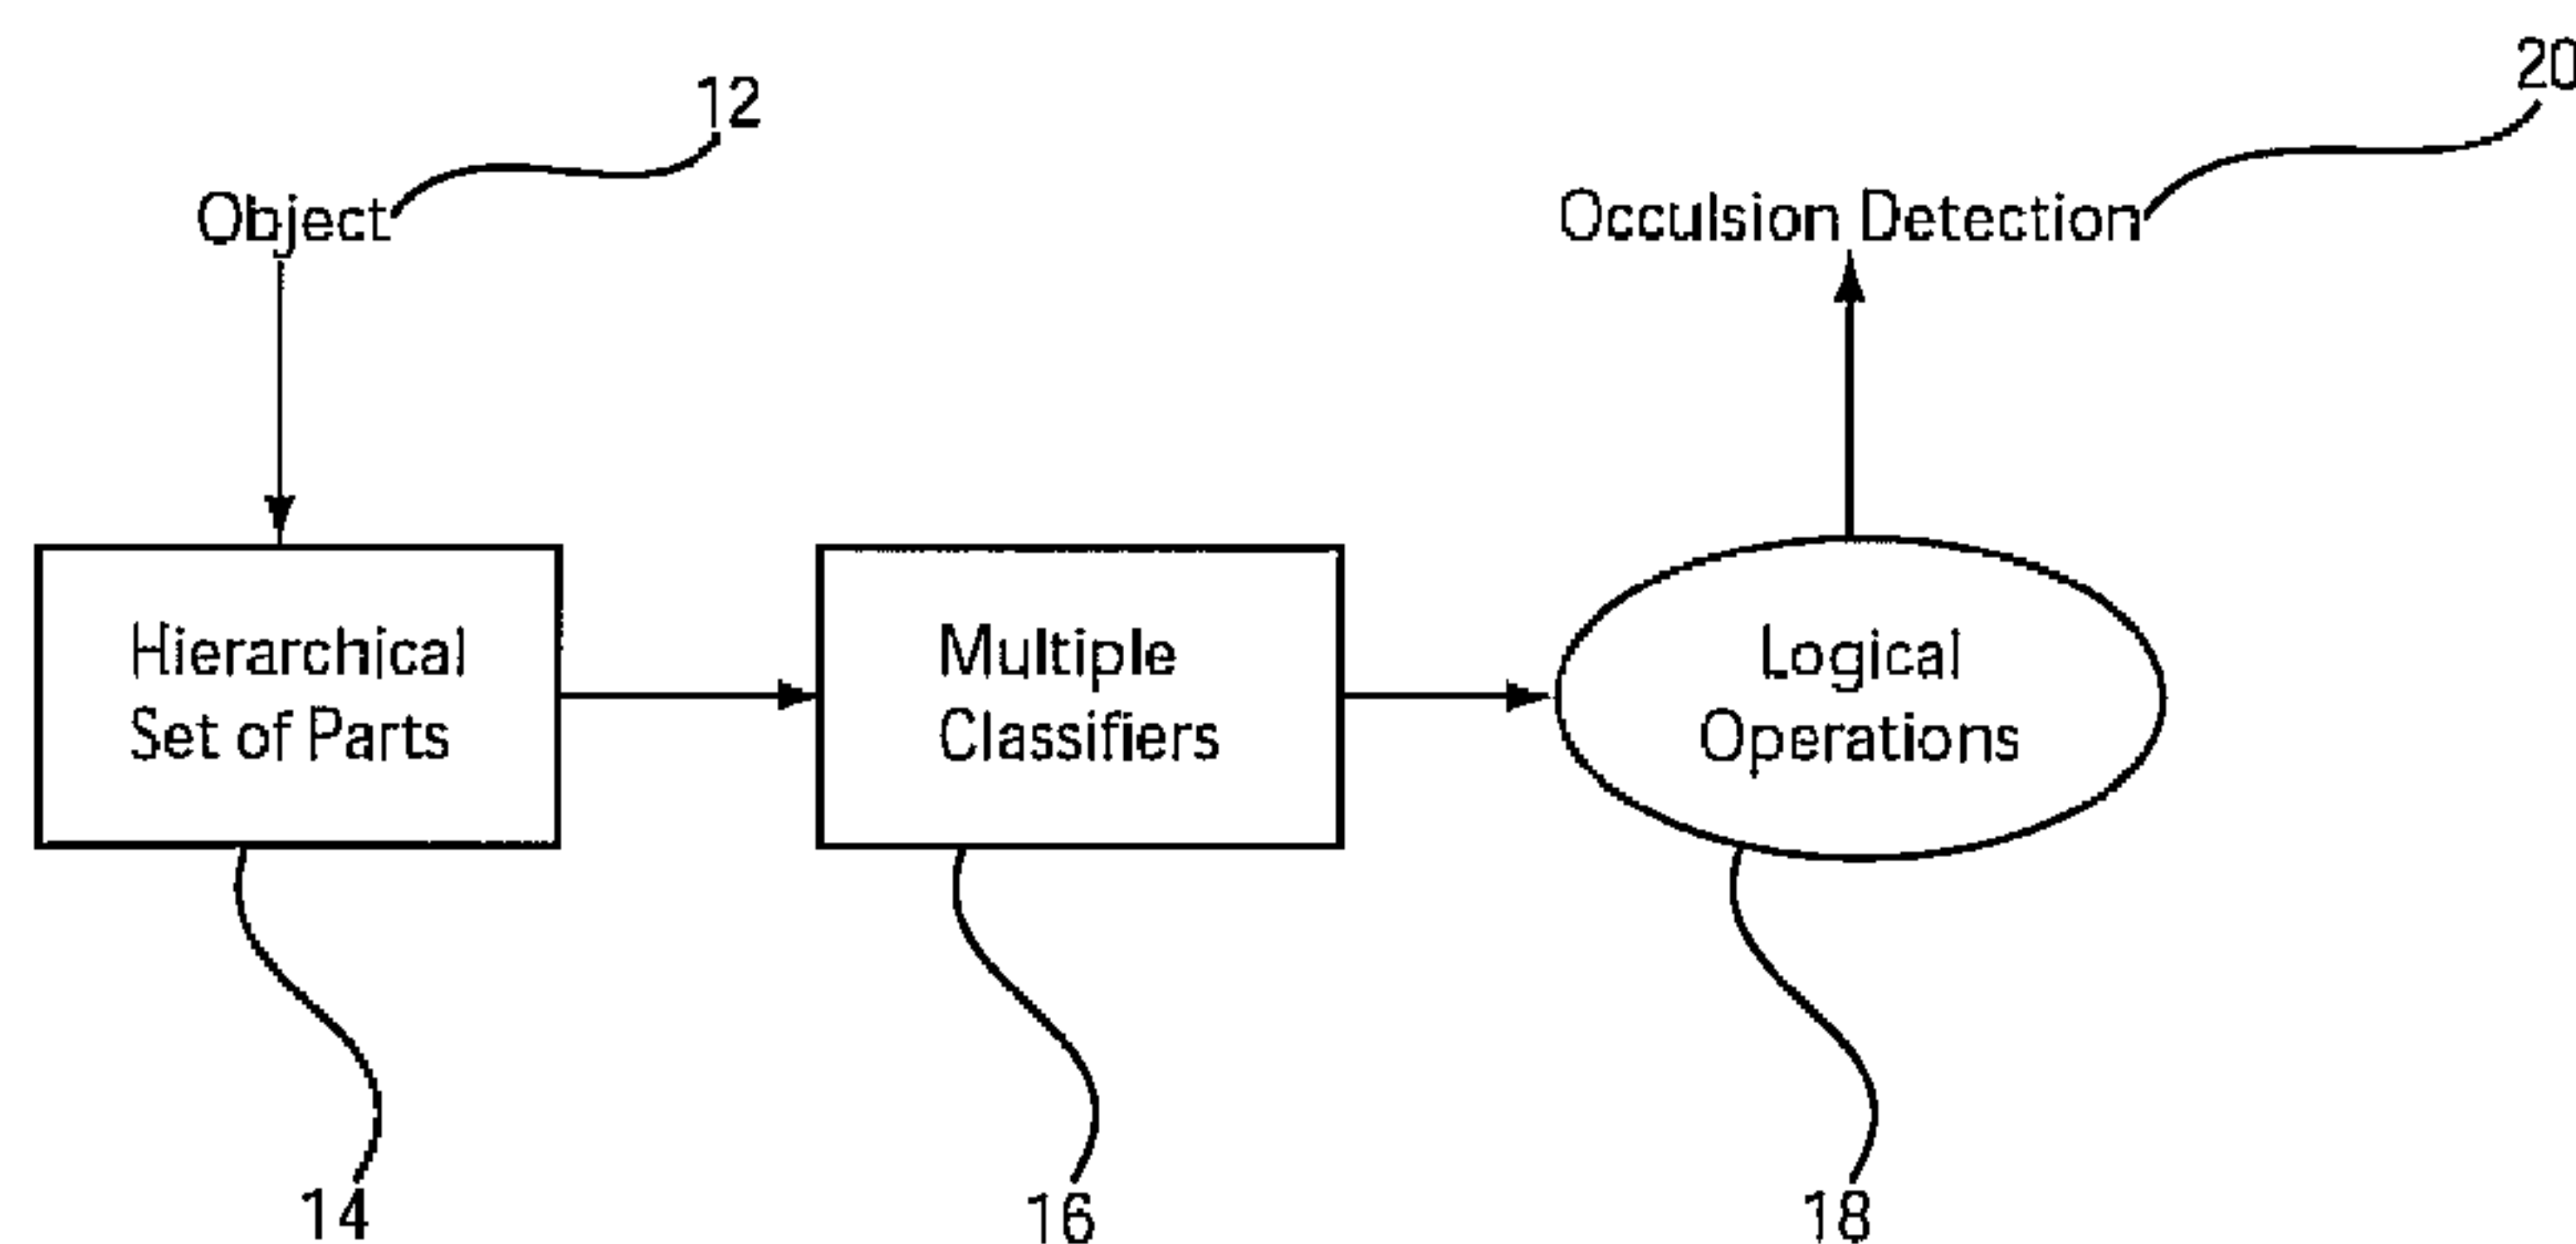 12
20
Object
Occulsion Detection
Hierarchical
Set of Parts
Multiple
Classifiers
Logical
Operations
14
16
18